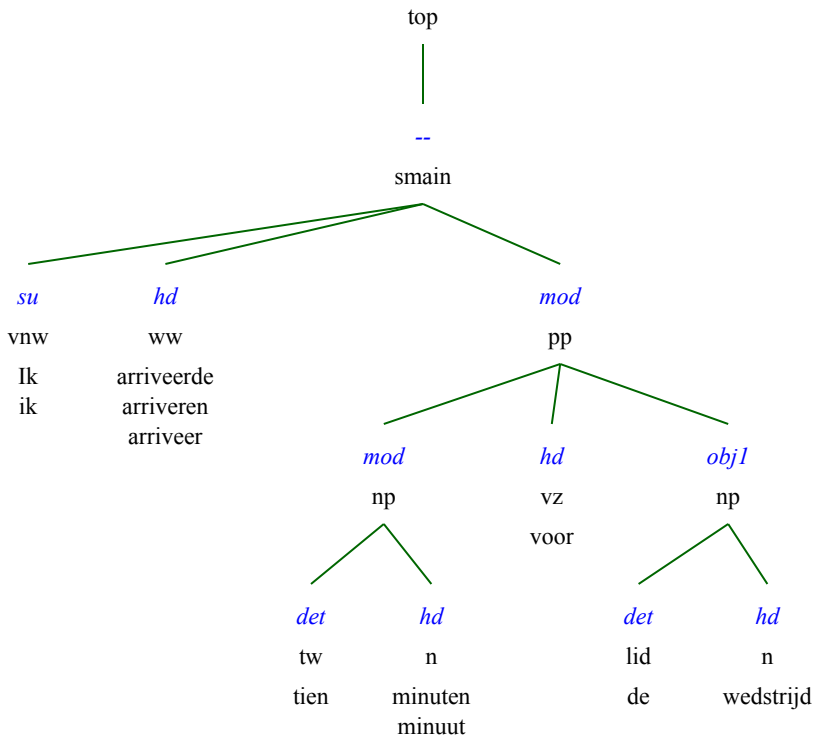 top
--
smain
su hd mod
vnw ww pp
Ik arriveerde
ik arriveren
arriveer
mod hd obj1
np vz np
voor
det hd det hd
tw n lid n
tien minuten de wedstrijd
minuut